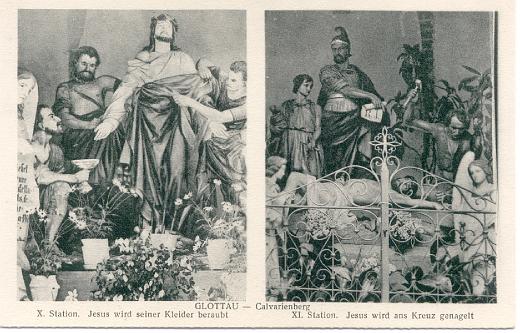 GLOTTAU — Calvarienberg
X. Station. Jesus wird seiner Kleider beraubt
XI. Station. Jesus wird ans Kreuz genagelt